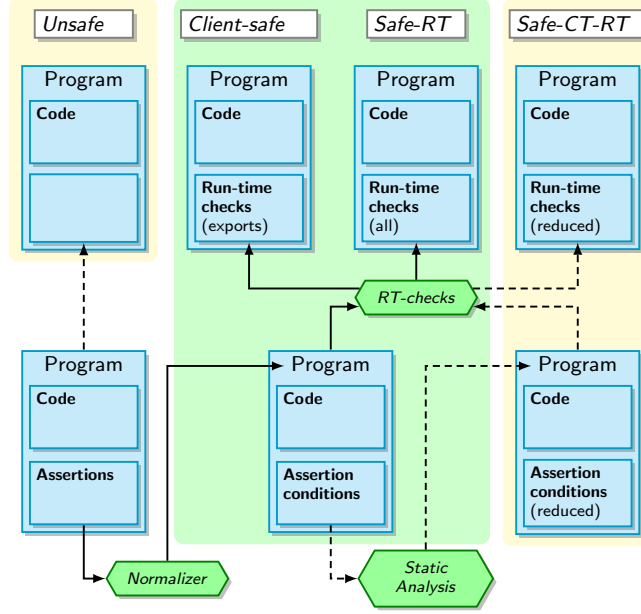 Unsafe
Client-safe
Safe-RT
Safe-CT-RT
Program
Code
Program
Code
Run-time
checks
(exports)
Program
Code
Run-time
checks
(all)
Program
Code
Run-time
checks
(reduced)
RT-checks
Program
Code
Assertions
Program
Code
Assertion
conditions
Program
Code
Assertion
conditions
(reduced)
Normalizer
Static
Analysis